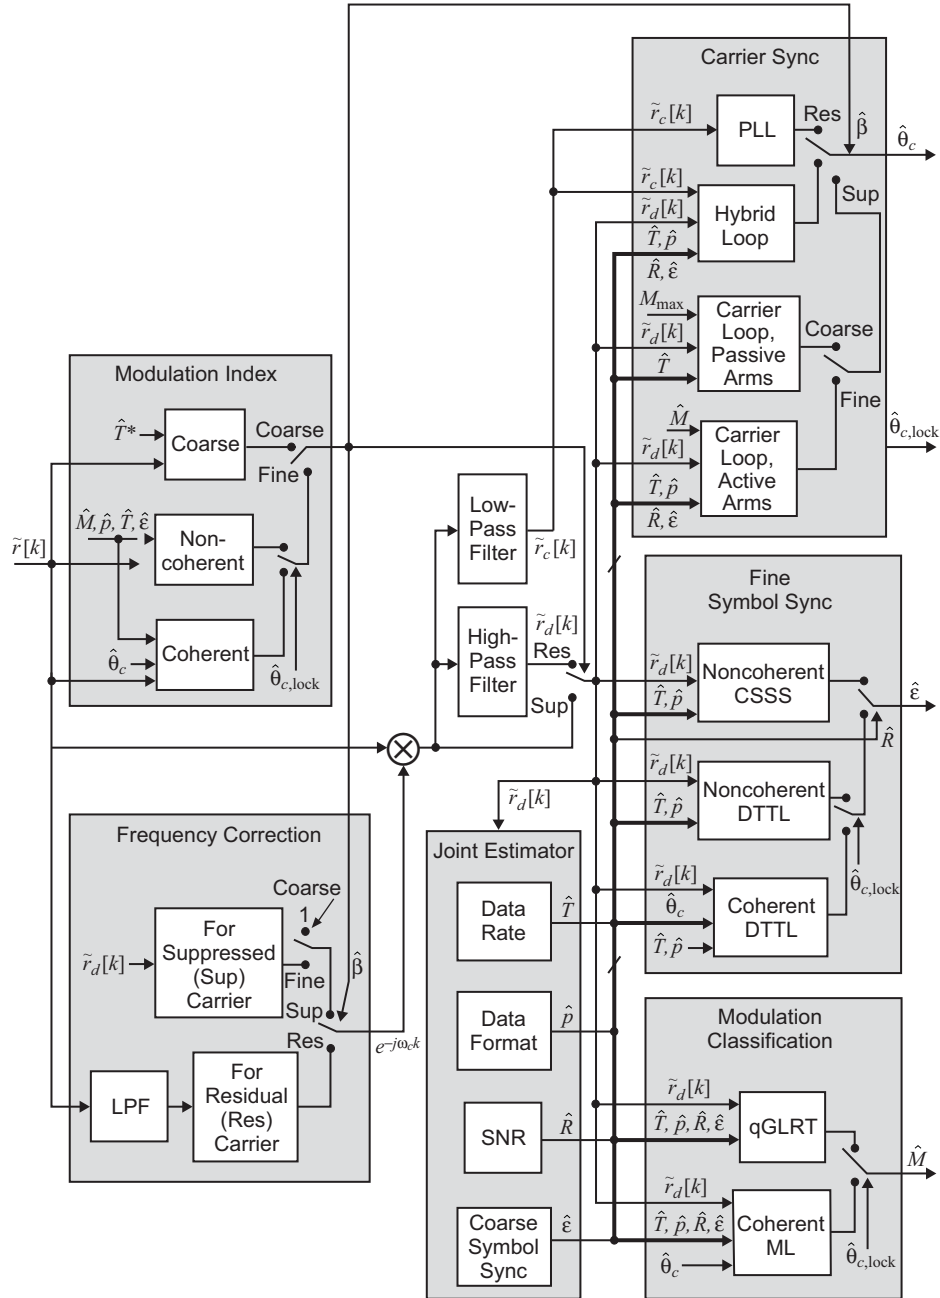 Carrier Sync
r̃c[k]
PLL
Res
β̂
θ̂c
r̃c[k]
r̃d[k]
T̂, p̂
R̂, ε̂
Hybrid
Loop
Sup
Mmax
r̃d[k]
T̂
Carrier
Loop,
Passive
Arms
Coarse
Fine
M̂
r̃d[k]
T̂, p̂
R̂, ε̂
Carrier
Loop,
Active
Arms
θ̂c,lock
Modulation Index
T̂*
Coarse
Coarse
Fine
M̂, p̂, T̂, ε̂
r̃[k]
Non-
coherent
Coherent
θ̂c
θ̂c,lock
Low-
Pass
Filter
r̃c[k]
High-
Pass
Filter
r̃d[k]
Res
Sup
Fine
Symbol Sync
r̃d[k]
T̂, p̂
Noncoherent
CSSS
ε̂
R̂
r̃d[k]
T̂, p̂
Noncoherent
DTTL
θ̂c,lock
r̃d[k]
θ̂c
T̂, p̂
Coherent
DTTL
Frequency Correction
Coarse
1
r̃d[k]
For
Suppressed
(Sup)
Carrier
Fine
Sup
β̂
Res
e−jωck
LPF
For
Residual
(Res)
Carrier
r̃d[k]
Joint Estimator
Data
Rate
T̂
Data
Format
p̂
SNR
R̂
Coarse
Symbol
Sync
ε̂
Modulation
Classification
r̃d[k]
T̂, p̂, R̂, ε̂
qGLRT
M̂
r̃d[k]
T̂, p̂, R̂, ε̂
θ̂c
Coherent
ML
θ̂c,lock